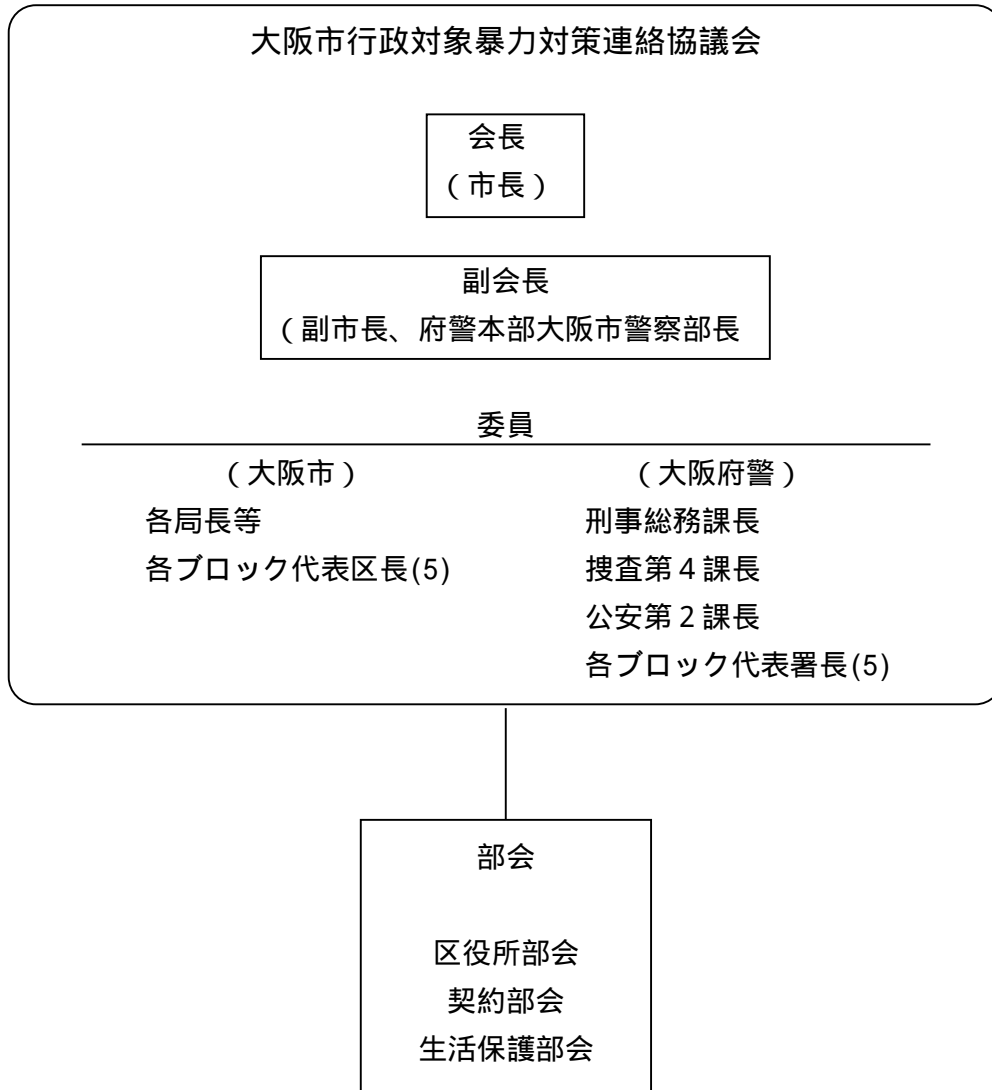 大阪市行政対象暴力対策連絡協議会
会長
（市長）
副会長
（副市長、府警本部大阪市警察部長
委員
（大阪市）
各局長等
各ブロック代表区長(5)
（大阪府警）
刑事総務課長
捜査第４課長
公安第２課長
各ブロック代表署長(5)
部会
区役所部会
契約部会
生活保護部会